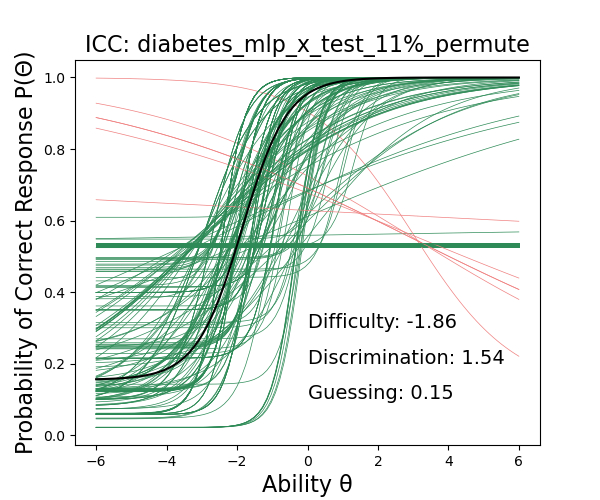 ICC: diabetes_mlp_x_test_11%_permute
Probability of Correct Response P(Θ)
1.0
0.8
0.6
0.4
0.2
0.0
Difficulty: -1.86
Discrimination: 1.54
Guessing: 0.15
−6 −4 −2 0 2 4 6
Ability θ